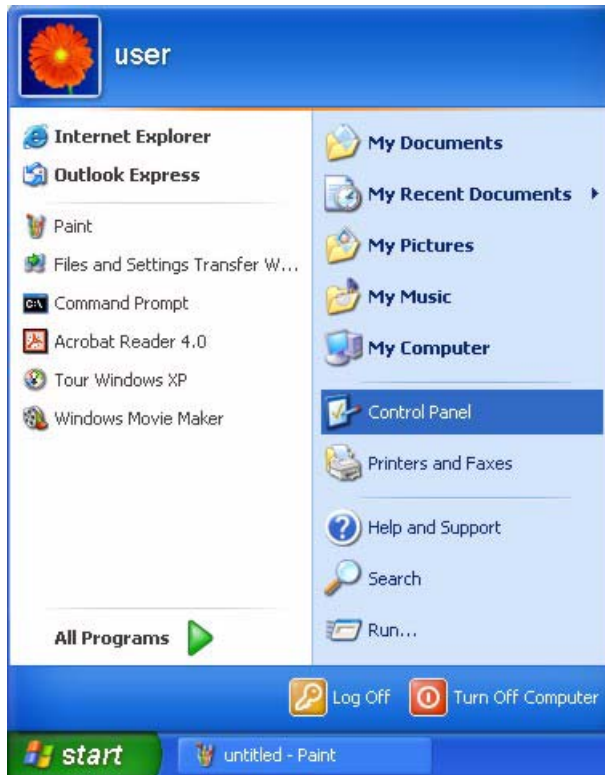 user
Internet Explorer
Outlook Express
Paint
Files and Settings Transfer W...
C:\
Command Prompt
Acrobat Reader 4.0
Tour Windows XP
Windows Movie Maker
All Programs
My Documents
My Recent Documents
My Pictures
My Music
My Computer
Control Panel
Printers and Faxes
Help and Support
Search
Run...
Log Off
Turn Off Computer
start
untitled - Paint